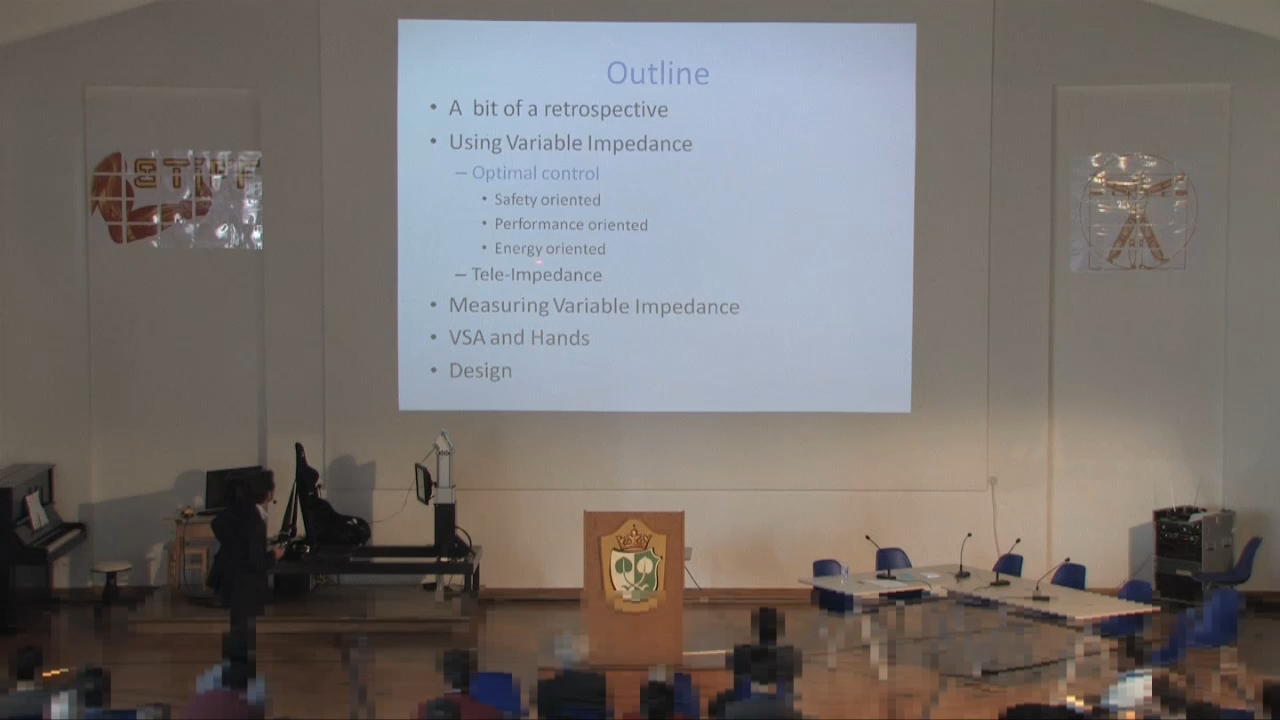 Outline
• A bit of a retrospective
• Using Variable Impedance
– Optimal control
• Safety oriented
• Performance oriented
• Energy oriented
– Tele-Impedance
• Measuring Variable Impedance
• VSA and Hands
• Design
STIFF